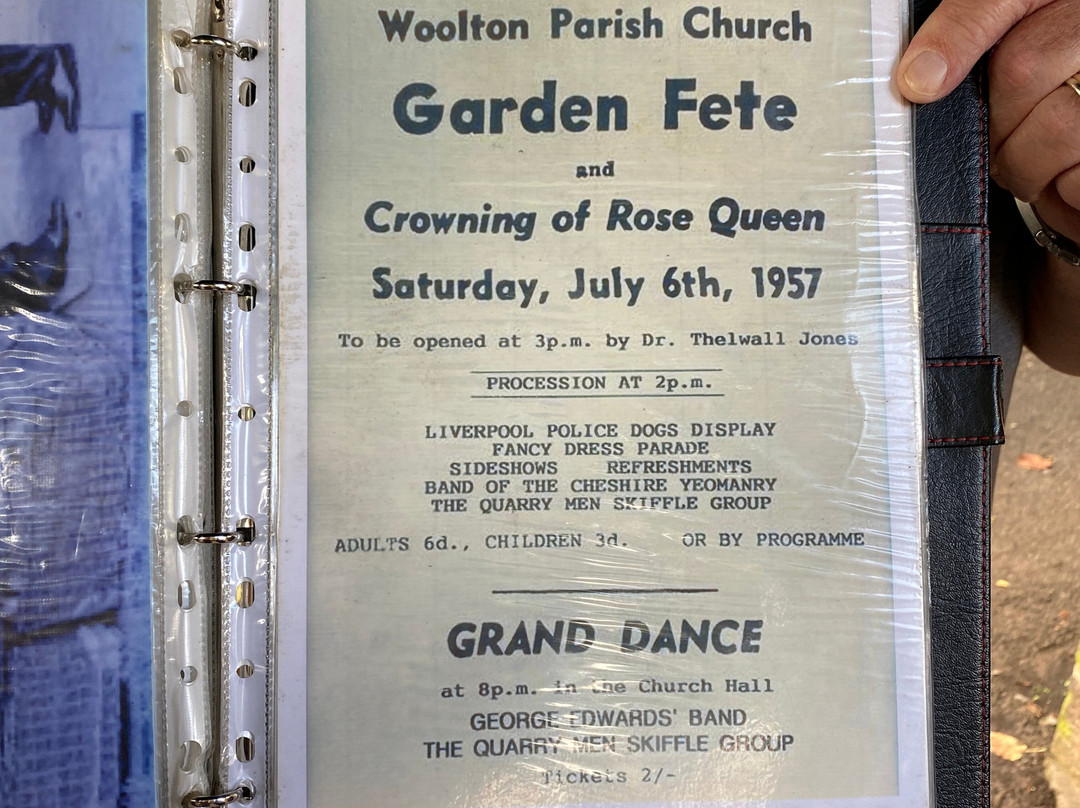 Woolton Parish Church
Garden Fete
and
Crowning of Rose Queen
Saturday, July 6th, 1957
To be opened at 3p.m. by Dr. Thelwall Jones
PROCESSION AT 2p.m.
LIVERPOOL POLICE DOGS DISPLAY
FANCY DRESS PARADE
SIDESHOWS REFRESHMENTS
BAND OF THE CHESHIRE YEOMANRY
THE QUARRY MEN SKIFFLE GROUP
ADULTS 6d., CHILDREN 3d. OR BY PROGRAMME
GRAND DANCE
at 8p.m. in the Church Hall
GEORGE EDWARDS' BAND
THE QUARRY MEN SKIFFLE GROUP
Tickets 2/-